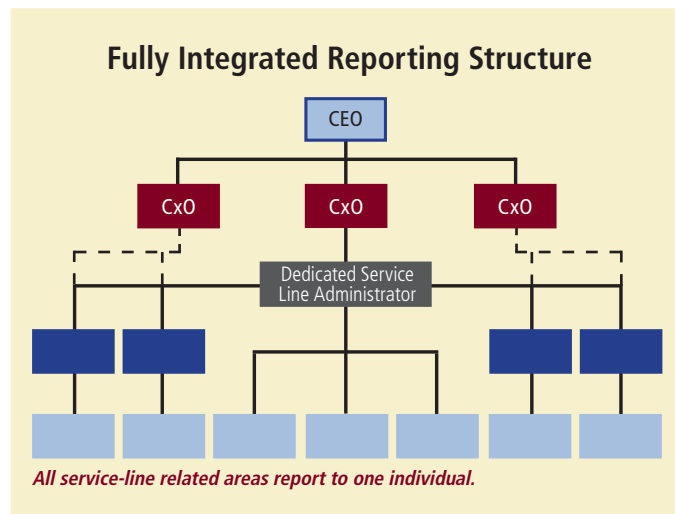 Fully Integrated Reporting Structure
CEO
CxO
CxO
CxO
Dedicated Service
Line Administrator
All service-line related areas report to one individual.